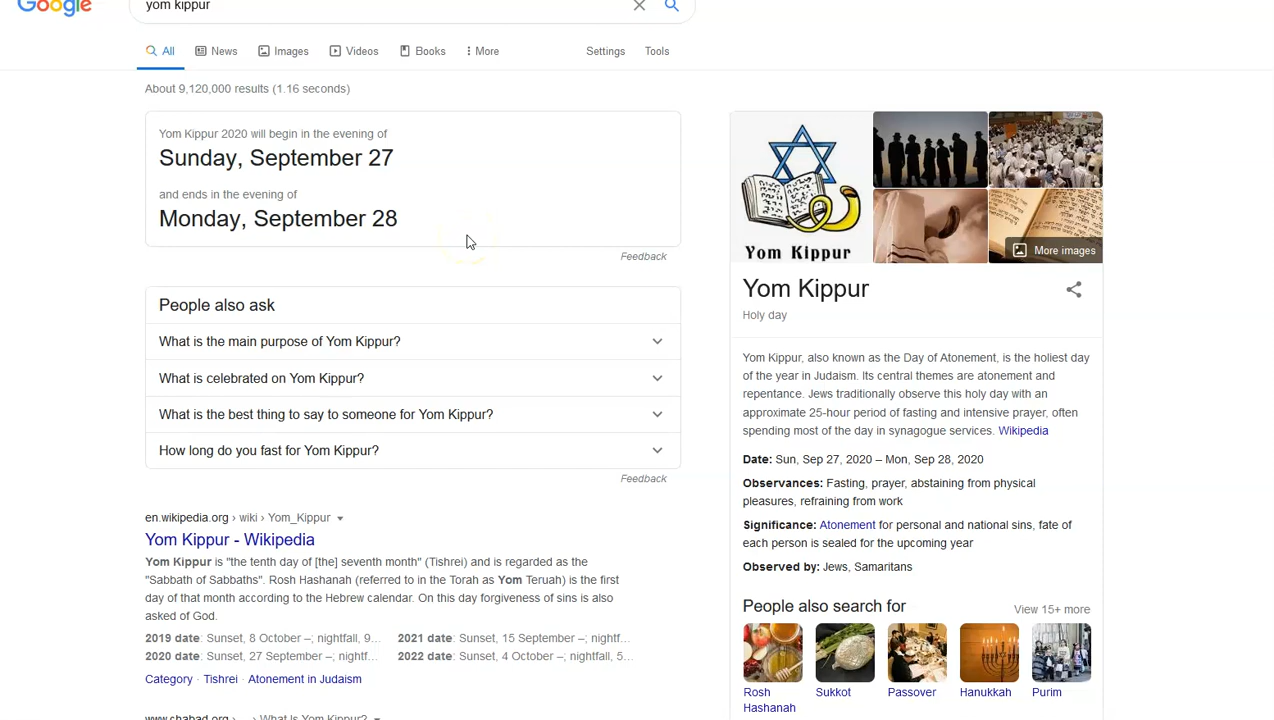 Google
yom kippur
All News Images Videos Books More Settings Tools
About 9,120,000 results (1.16 seconds)
Yom Kippur 2020 will begin in the evening of
Sunday, September 27
and ends in the evening of
Monday, September 28
Feedback
People also ask
What is the main purpose of Yom Kippur?
What is celebrated on Yom Kippur?
What is the best thing to say to someone for Yom Kippur?
How long do you fast for Yom Kippur?
Feedback
en.wikipedia.org › wiki › Yom_Kippur
Yom Kippur - Wikipedia
Yom Kippur is "the tenth day of [the] seventh month" (Tishrei) and is regarded as the
"Sabbath of Sabbaths". Rosh Hashanah (referred to in the Torah as Yom Teruah) is the first
day of that month according to the Hebrew calendar. On this day forgiveness of sins is also
asked of God.
2019 date: Sunset, 8 October –; nightfall, 9... 2021 date: Sunset, 15 September –; nightf...
2020 date: Sunset, 27 September –; nightf... 2022 date: Sunset, 4 October –; nightfall, 5...
Category · Tishrei · Atonement in Judaism
www.chabad.org › ... › What Is Yom Kippur?
Yom Kippur
More images
Yom Kippur
Holy day
Yom Kippur, also known as the Day of Atonement, is the holiest day
of the year in Judaism. Its central themes are atonement and
repentance. Jews traditionally observe this holy day with an
approximate 25-hour period of fasting and intensive prayer, often
spending most of the day in synagogue services. Wikipedia
Date: Sun, Sep 27, 2020 – Mon, Sep 28, 2020
Observances: Fasting, prayer, abstaining from physical
pleasures, refraining from work
Significance: Atonement for personal and national sins, fate of
each person is sealed for the upcoming year
Observed by: Jews, Samaritans
People also search for View 15+ more
Rosh Sukkot Passover Hanukkah Purim
Hashanah